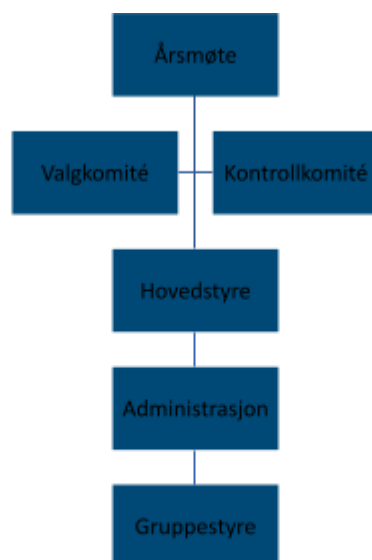 Årsmøte
Valgkomité
Kontrollkomité
Hovedstyre
Administrasjon
Gruppestyre